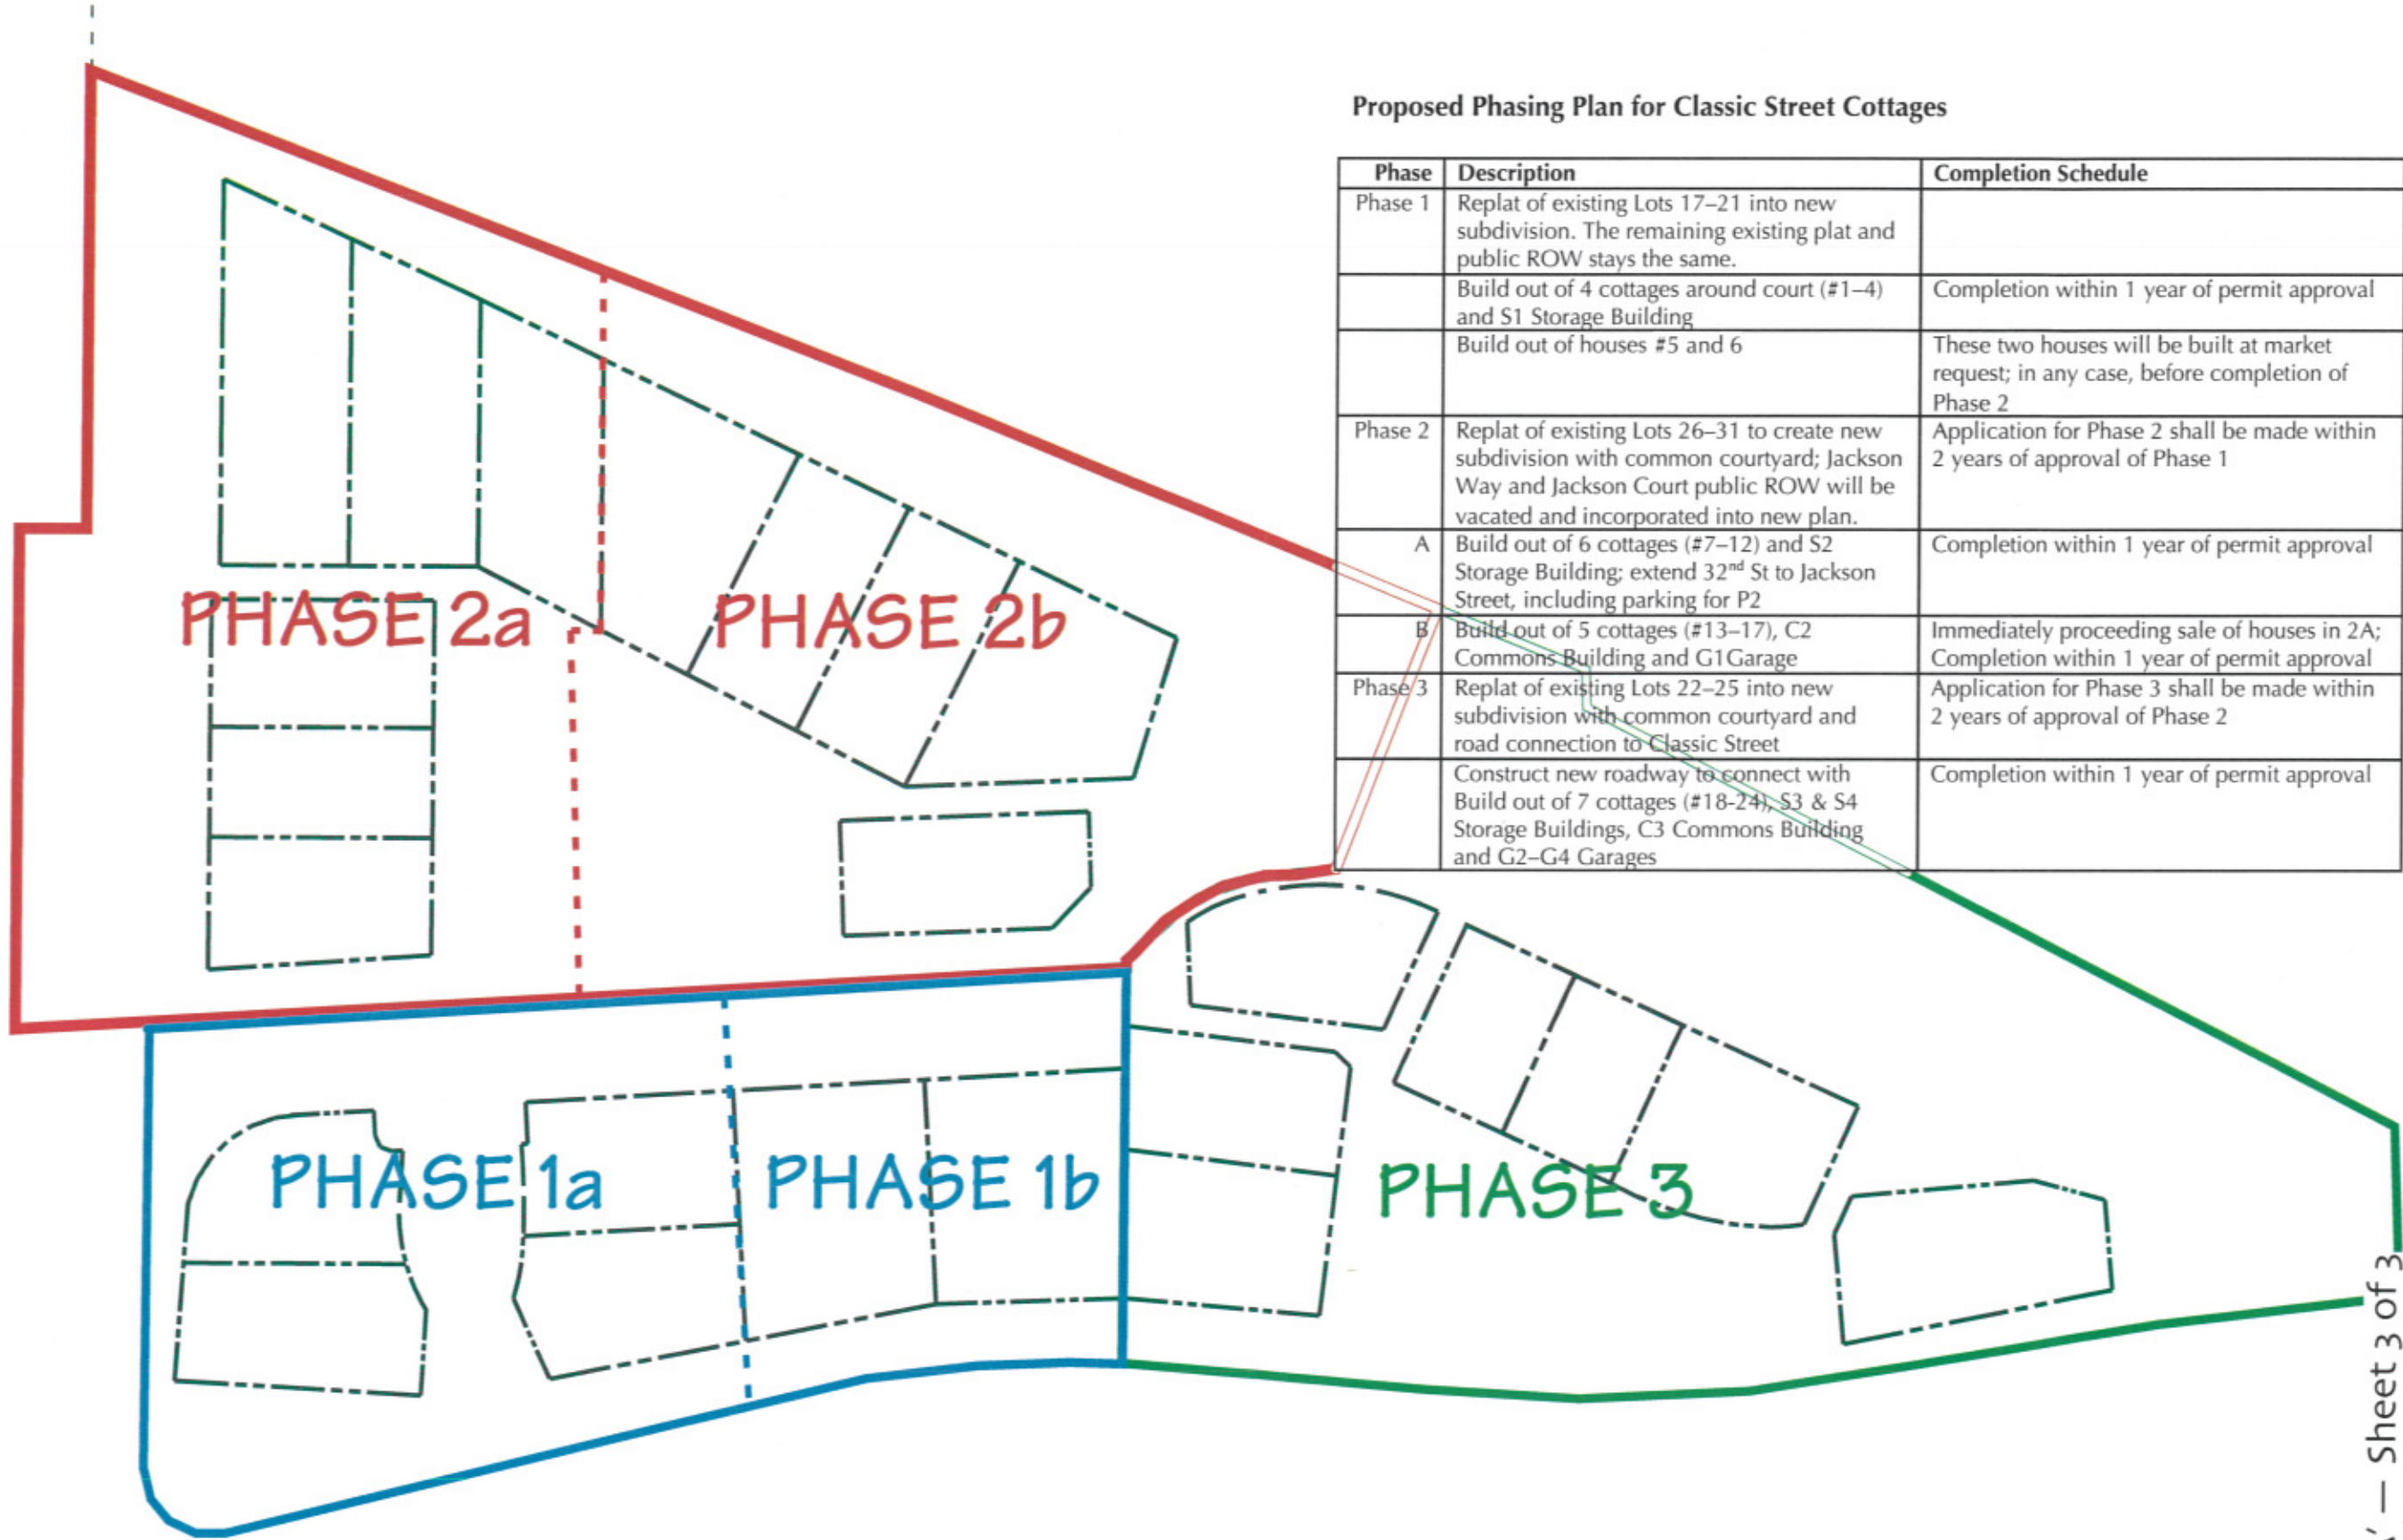 Proposed Phasing Plan for Classic Street Cottages
Phase Description Completion Schedule
Phase 1 Replat of existing Lots 17–21 into new
subdivision. The remaining existing plat and
public ROW stays the same.
Build out of 4 cottages around court (#1–4) Completion within 1 year of permit approval
and S1 Storage Building
Build out of houses #5 and 6 These two houses will be built at market
request; in any case, before completion of
Phase 2
Phase 2 Replat of existing Lots 26–31 to create new Application for Phase 2 shall be made within
subdivision with common courtyard; Jackson 2 years of approval of Phase 1
Way and Jackson Court public ROW will be
vacated and incorporated into new plan.
A Build out of 6 cottages (#7–12) and S2 Completion within 1 year of permit approval
Storage Building; extend 32nd St to Jackson
Street, including parking for P2
B Build out of 5 cottages (#13–17), C2 Immediately proceeding sale of houses in 2A;
Commons Building and G1Garage Completion within 1 year of permit approval
Phase 3 Replat of existing Lots 22–25 into new Application for Phase 3 shall be made within
subdivision with common courtyard and 2 years of approval of Phase 2
road connection to Classic Street
Construct new roadway to connect with Completion within 1 year of permit approval
Build out of 7 cottages (#18-24), S3 & S4
Storage Buildings, C3 Commons Building
and G2–G4 Garages
PHASE 2a
PHASE 2b
PHASE 1a
PHASE 1b
PHASE 3
— Sheet 3 of 3